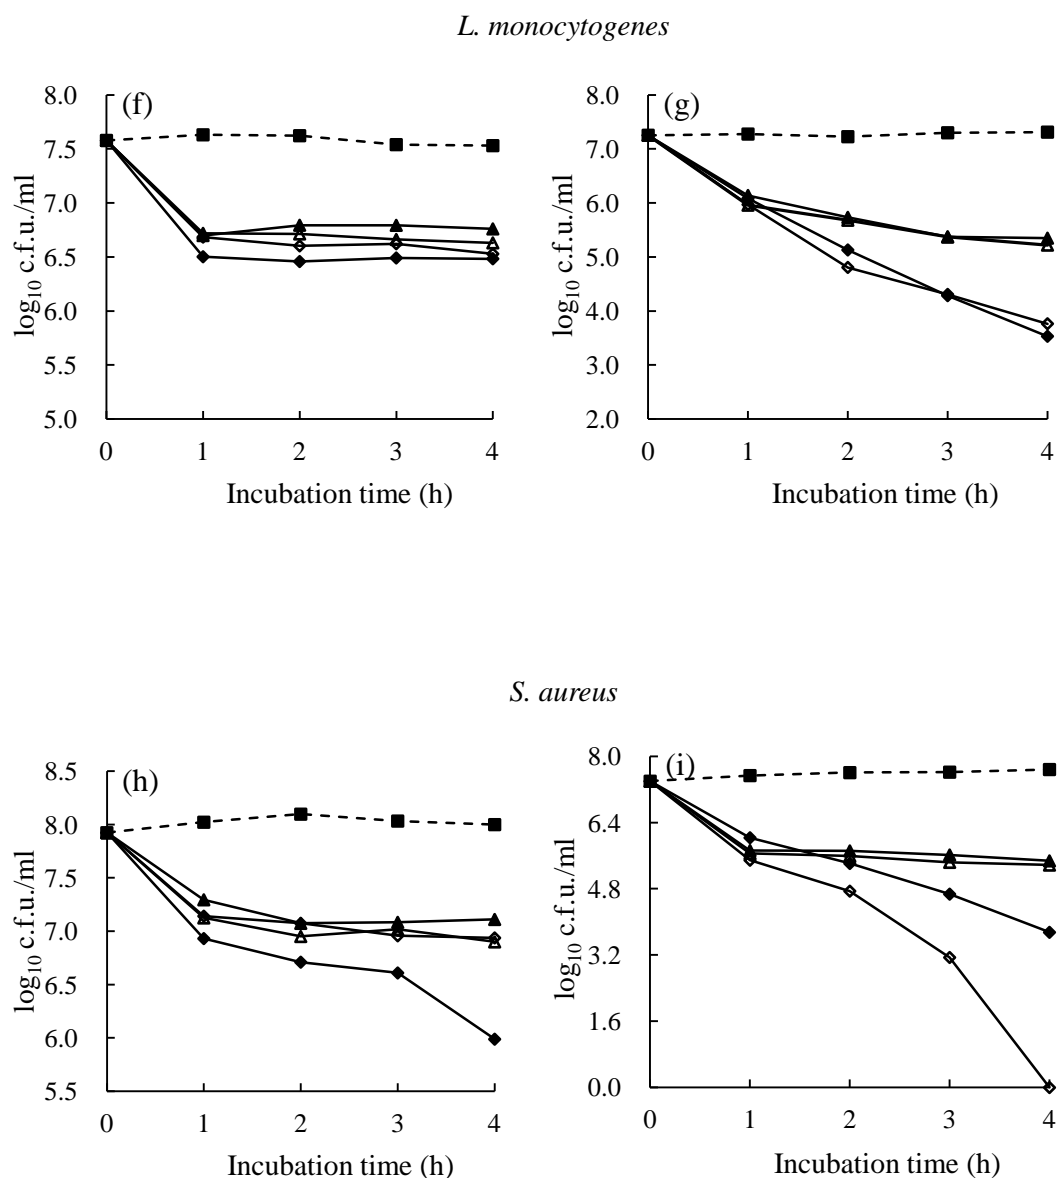 L. monocytogenes
(f)
log10 c.f.u./ml
8.0
7.5
7.0
6.5
6.0
5.5
5.0
0 1 2 3 4
Incubation time (h)
(g)
log10 c.f.u./ml
8.0
7.0
6.0
5.0
4.0
3.0
2.0
0 1 2 3 4
Incubation time (h)
S. aureus
(h)
log10 c.f.u./ml
8.5
8.0
7.5
7.0
6.5
6.0
5.5
0 1 2 3 4
Incubation time (h)
(i)
log10 c.f.u./ml
8.0
6.4
4.8
3.2
1.6
0.0
0 1 2 3 4
Incubation time (h)